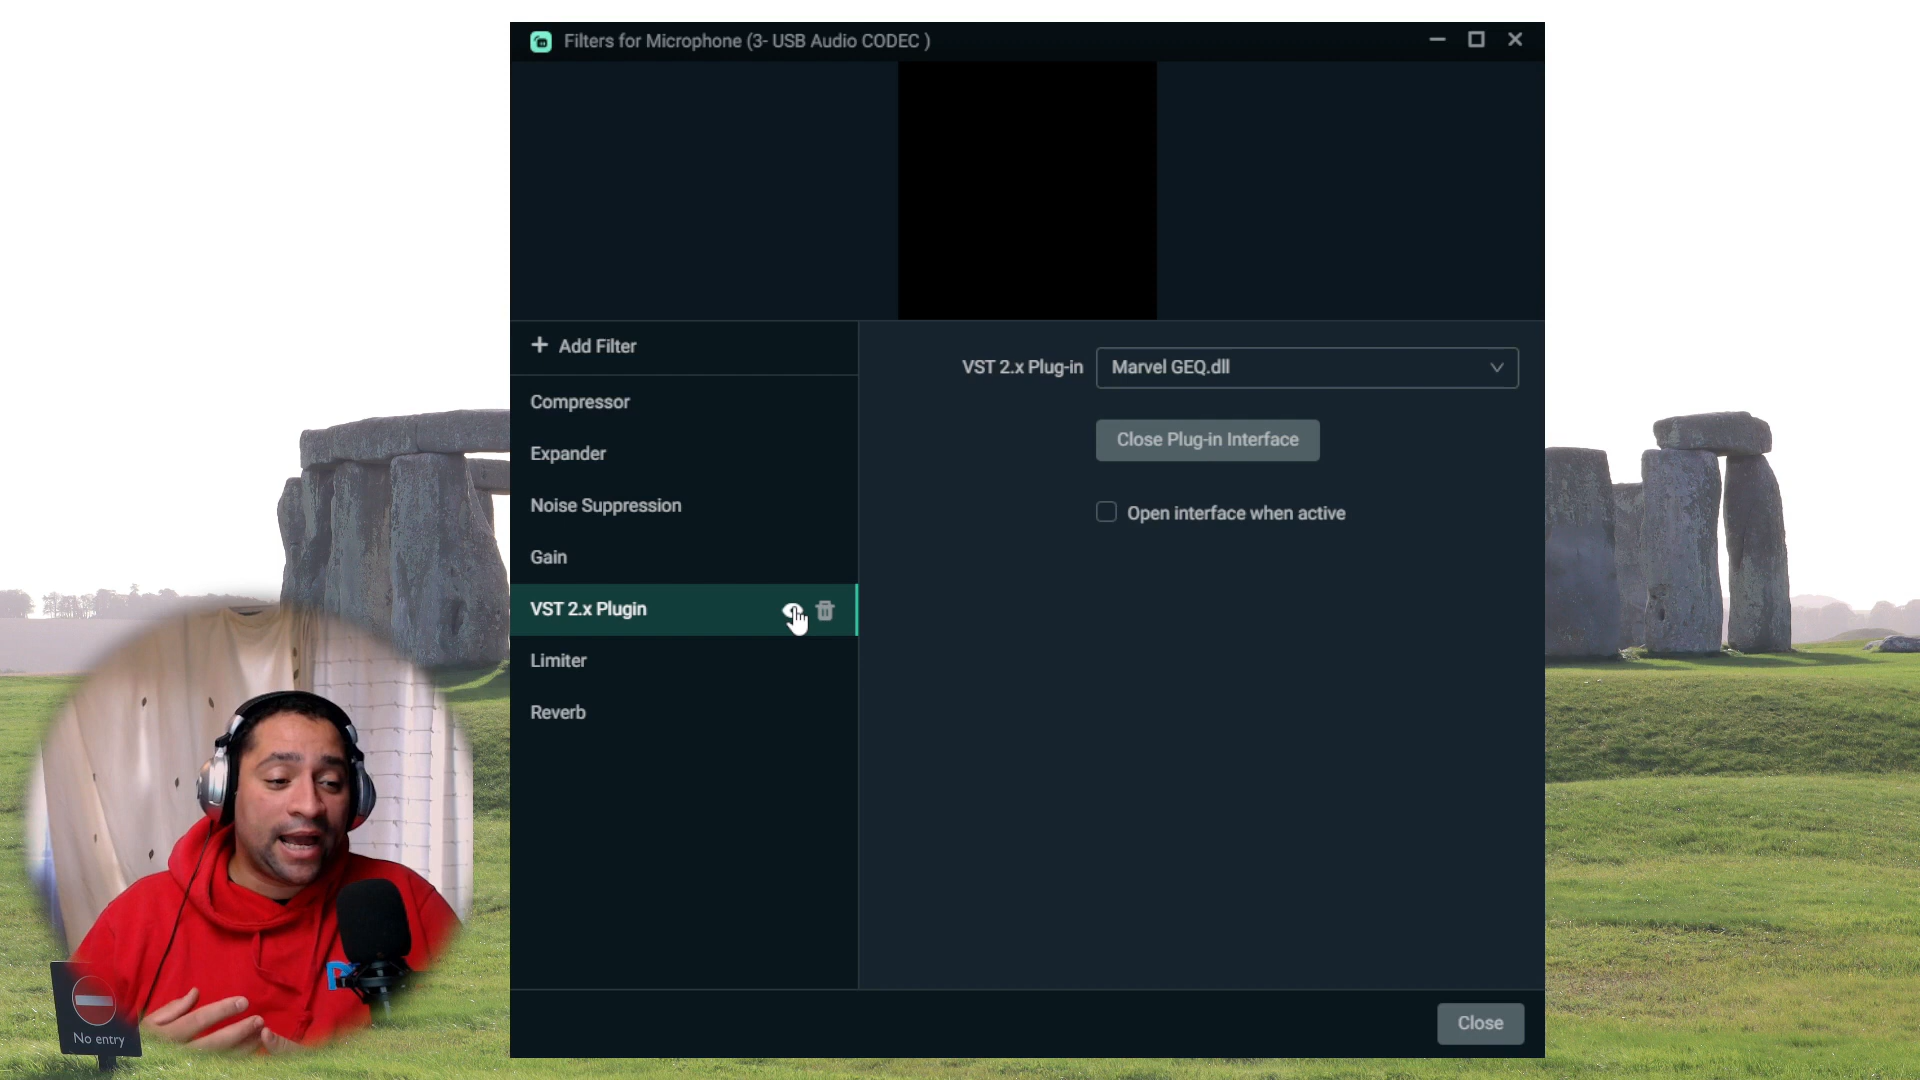 Filters for Microphone (3- USB Audio CODEC )
+ Add Filter
Compressor
Expander
Noise Suppression
Gain
VST 2.x Plugin
Limiter
Reverb
VST 2.x Plug-in
Marvel GEQ.dll
Close Plug-in Interface
Open interface when active
Close
No entry